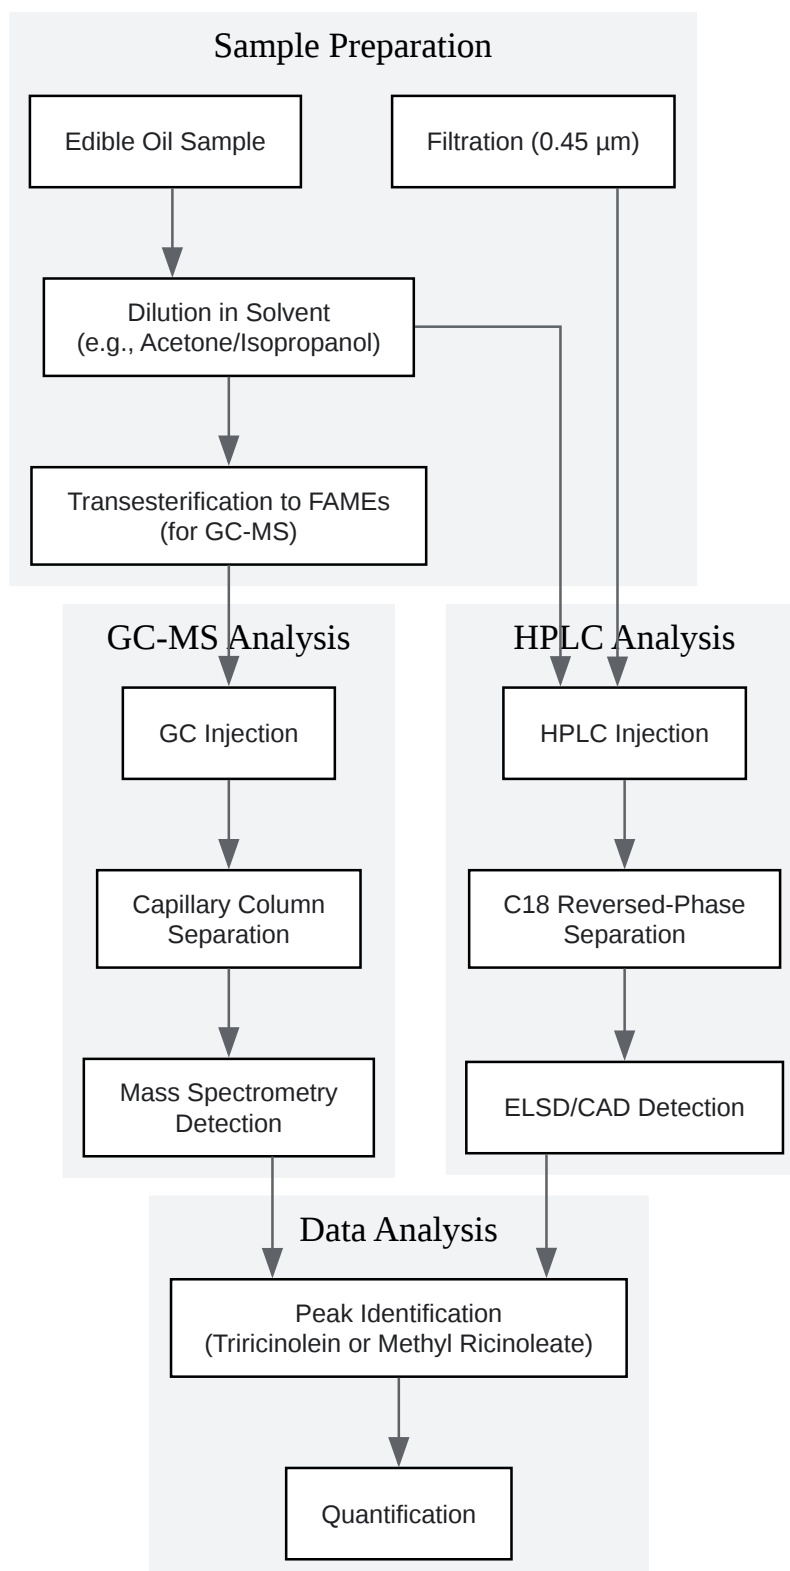 Sample Preparation
Edible Oil Sample
Filtration (0.45 µm)
Dilution in Solvent
(e.g., Acetone/Isopropanol)
Transesterification to FAMEs
(for GC-MS)
GC-MS Analysis
HPLC Analysis
GC Injection
HPLC Injection
Capillary Column
Separation
C18 Reversed-Phase
Separation
Mass Spectrometry
Detection
ELSD/CAD Detection
Data Analysis
Peak Identification
(Triricinolein or Methyl Ricinoleate)
Quantification